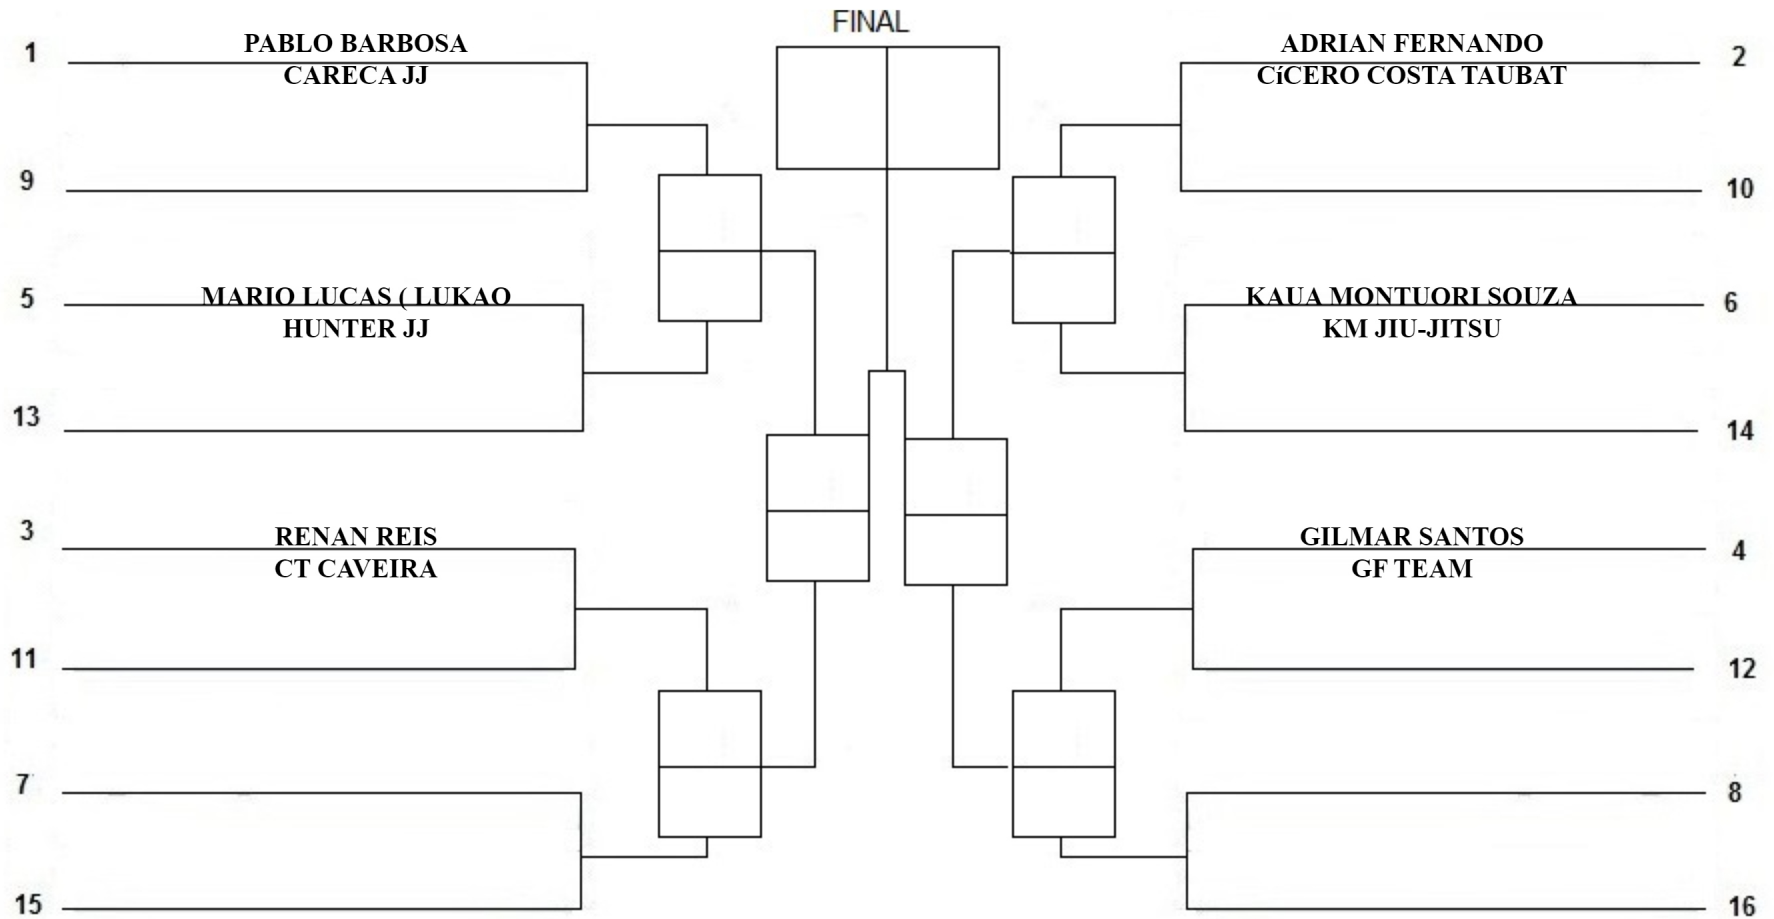 FINAL
1
PABLO BARBOSA
CARECA JJ
9
5
MARIO LUCAS ( LUKAO
HUNTER JJ
13
3
RENAN REIS
CT CAVEIRA
11
7
15
ADRIAN FERNANDO
CíCERO COSTA TAUBAT
2
10
KAUA MONTUORI SOUZA
KM JIU-JITSU
6
14
GILMAR SANTOS
GF TEAM
4
12
8
16